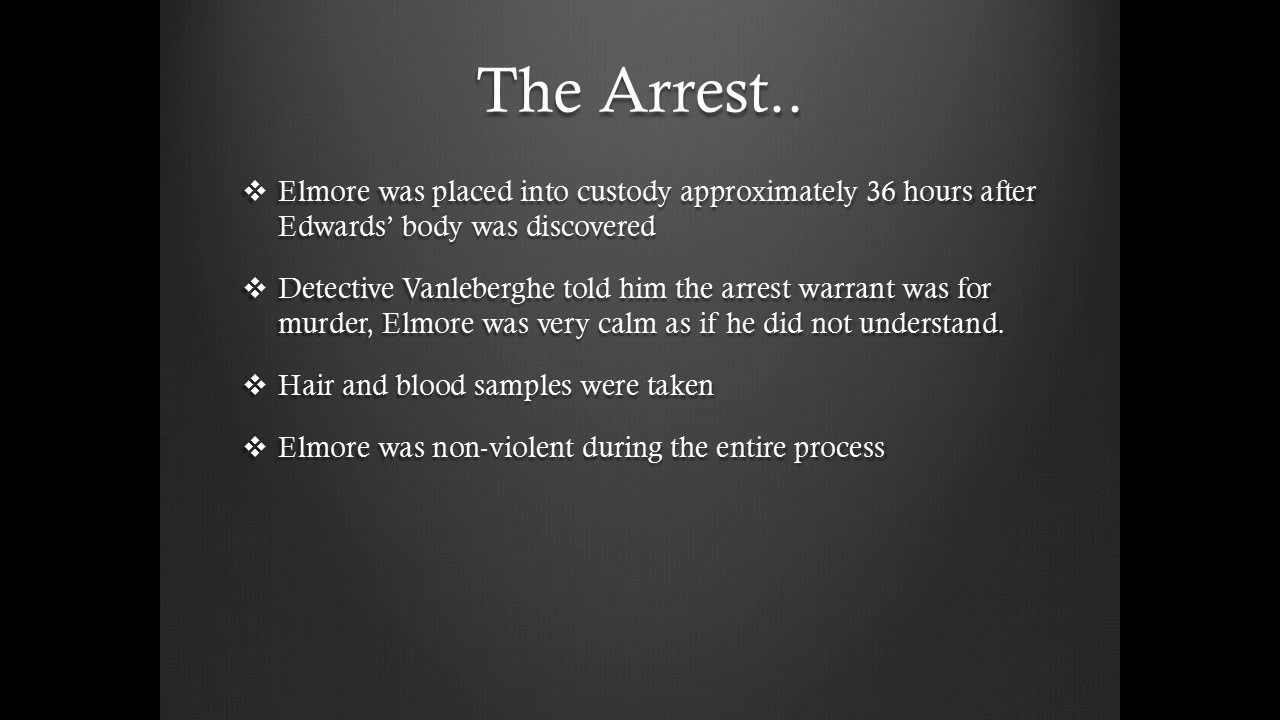 The Arrest..
❖ Elmore was placed into custody approximately 36 hours after
Edwards’ body was discovered
❖ Detective Vanleberghe told him the arrest warrant was for
murder, Elmore was very calm as if he did not understand.
❖ Hair and blood samples were taken
❖ Elmore was non-violent during the entire process